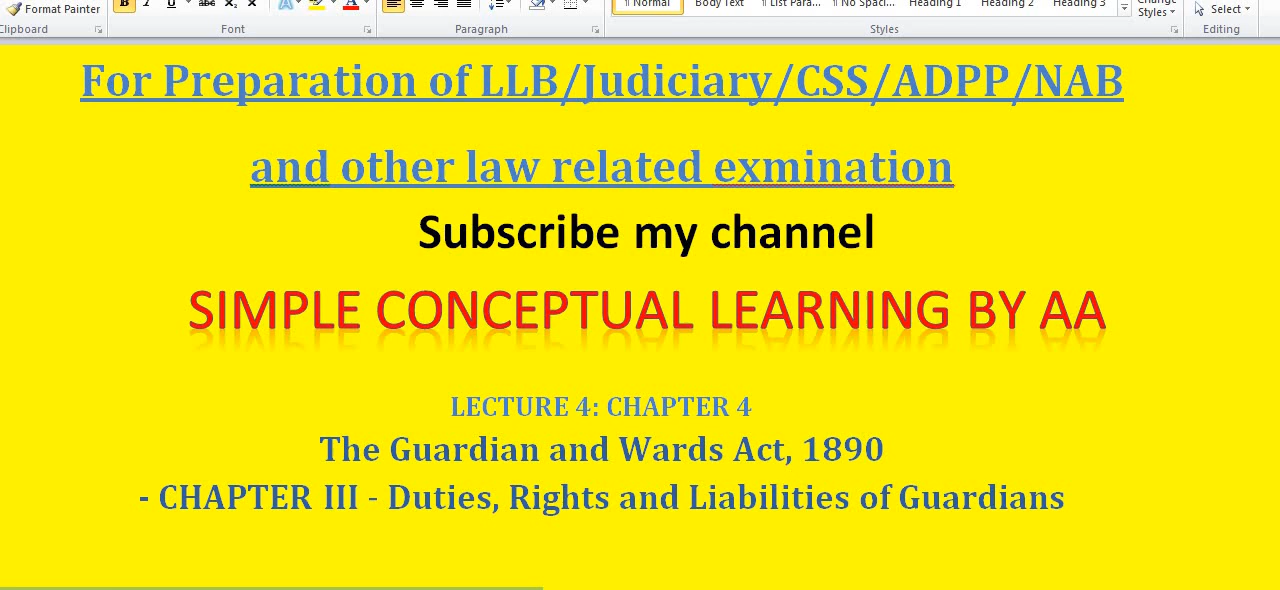 Format Painter
B I U abc X₂ X² A A
¶ Normal Body Text ¶ List Para... ¶ No Spaci... Heading 1 Heading 2 Heading 3 Change Styles Select
Clipboard Font Paragraph Styles Editing
For Preparation of LLB/Judiciary/CSS/ADPP/NAB
and other law related exmination
Subscribe my channel
SIMPLE CONCEPTUAL LEARNING BY AA
LECTURE 4: CHAPTER 4
The Guardian and Wards Act, 1890
- CHAPTER III - Duties, Rights and Liabilities of Guardians